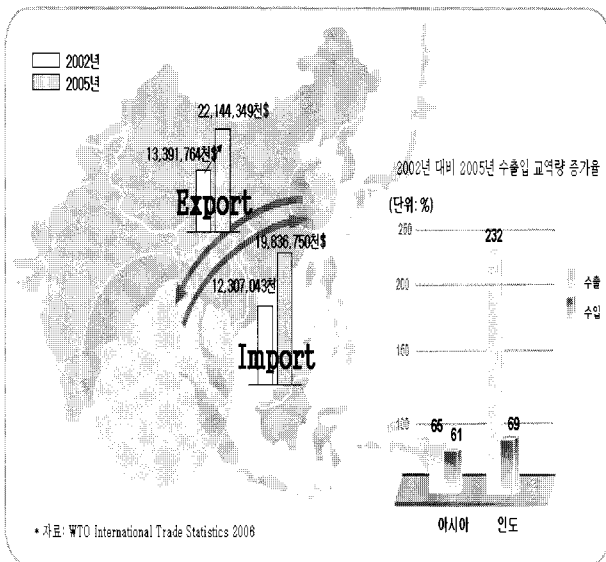 2002년
2005년
22,144,349천$
13,391,764천$
Export
19,836,750천$
12,307,043천
Import
2002년 대비 2005년 수출입 교역량 증가율
(단위: %)
250
232
200
150
100
65
61
69
수출
수입
아시아
인도
* 자료: WTO International Trade Statistics 2006